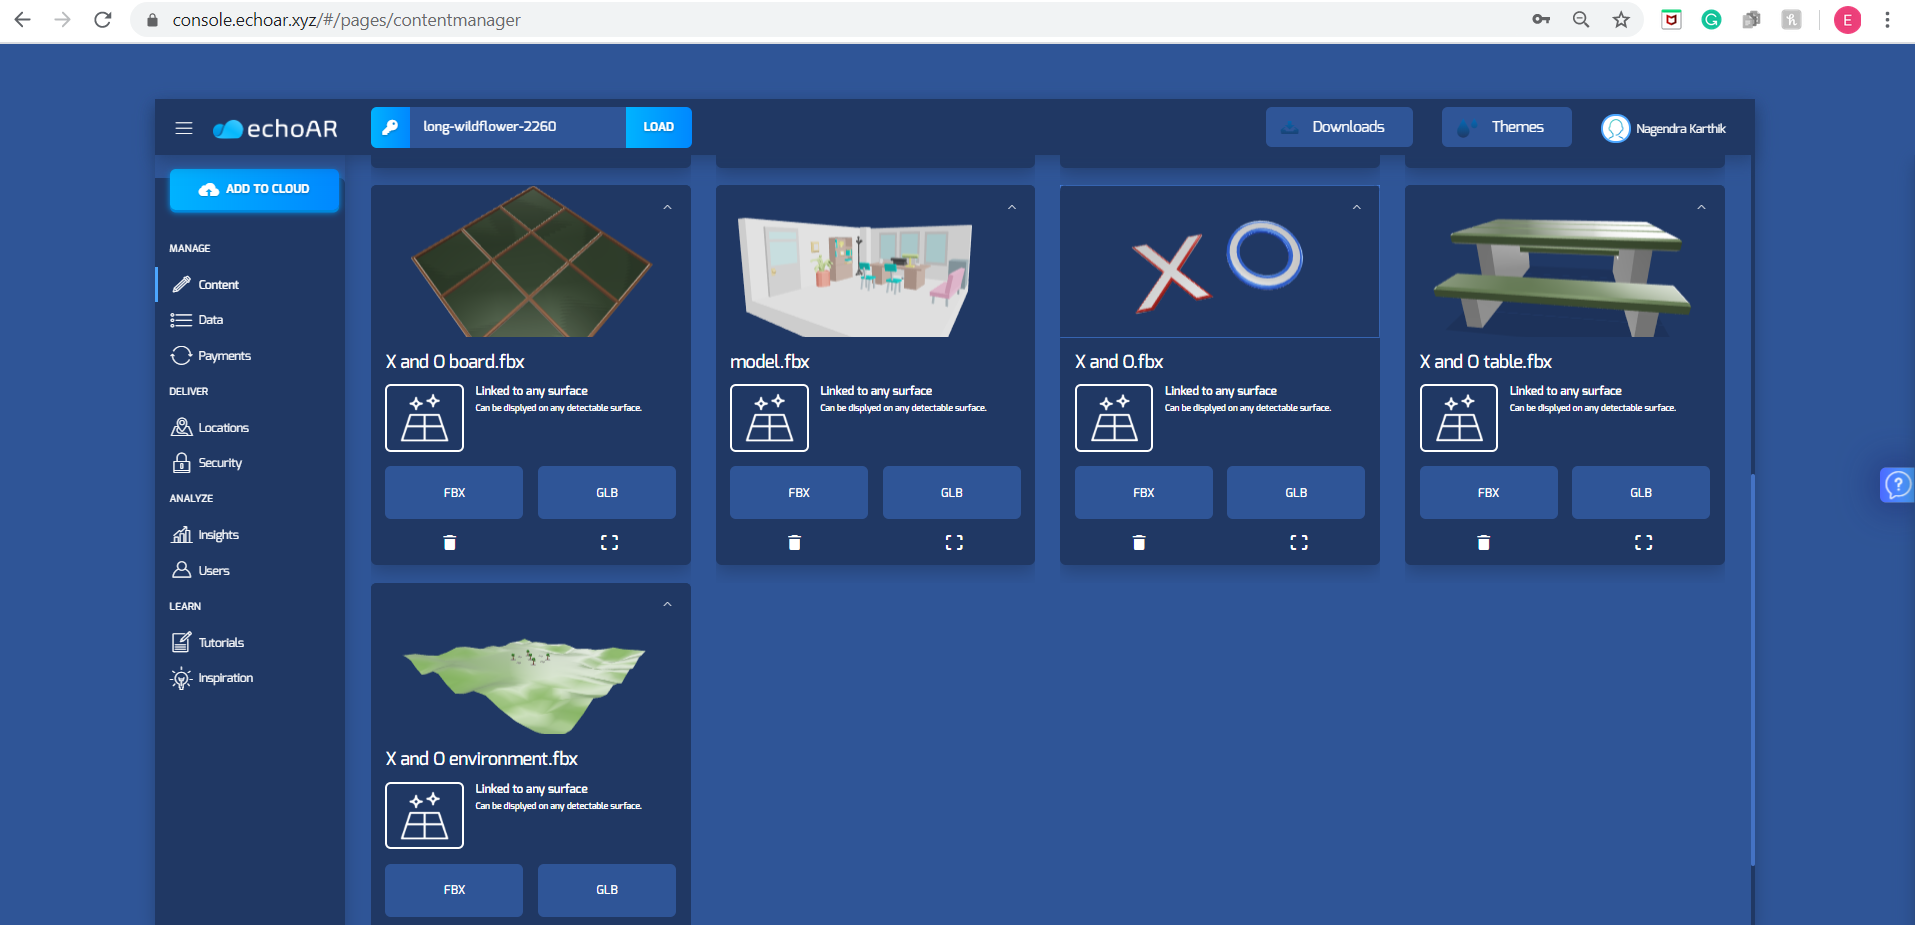 console.echoar.xyz/#/pages/contentmanager
E
echoAR
long-wildflower-2260
LOAD
Downloads
Themes
Nagendra Karthik
ADD TO CLOUD
MANAGE
Content
Data
Payments
DELIVER
Locations
Security
ANALYZE
Insights
Users
LEARN
Tutorials
Inspiration
X and O board.fbx
Linked to any surface
Can be displyed on any detectable surface.
FBX
GLB
model.fbx
Linked to any surface
Can be displyed on any detectable surface.
FBX
GLB
X and O.fbx
Linked to any surface
Can be displyed on any detectable surface.
FBX
GLB
X and O table.fbx
Linked to any surface
Can be displyed on any detectable surface.
FBX
GLB
X and O environment.fbx
Linked to any surface
Can be displyed on any detectable surface.
FBX
GLB